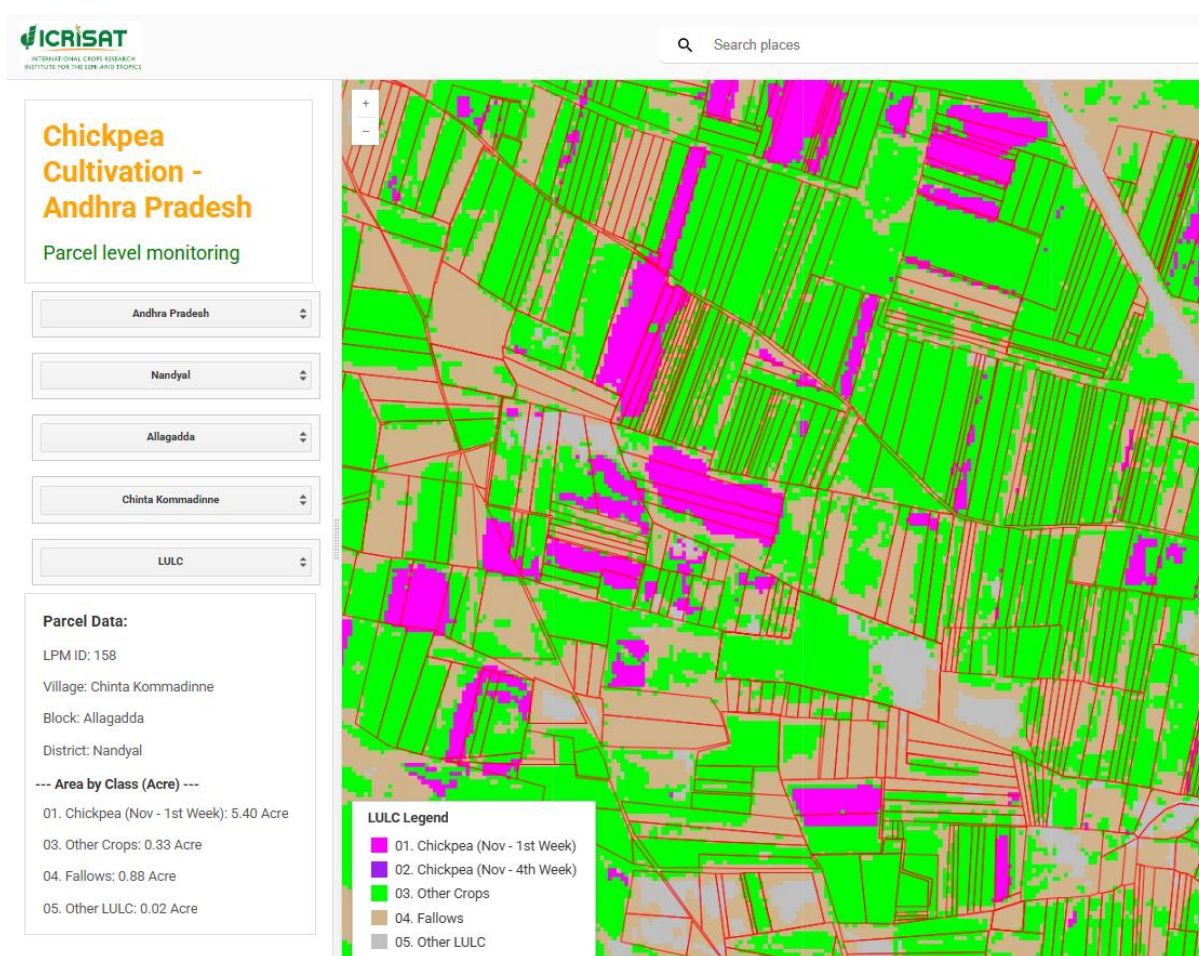 ICRISAT
INTERNATIONAL CROPS RESEARCH
INSTITUTE FOR THE SEMI-ARID TROPICS
Search places
Chickpea
Cultivation -
Andhra Pradesh
Parcel level monitoring
Andhra Pradesh
Nandyal
Allagadda
Chinta Kommadinne
LULC
Parcel Data:
LPM ID: 158
Village: Chinta Kommadinne
Block: Allagadda
District: Nandyal
--- Area by Class (Acre) ---
01. Chickpea (Nov - 1st Week): 5.40 Acre
03. Other Crops: 0.33 Acre
04. Fallows: 0.88 Acre
05. Other LULC: 0.02 Acre
+
−
LULC Legend
01. Chickpea (Nov - 1st Week)
02. Chickpea (Nov - 4th Week)
03. Other Crops
04. Fallows
05. Other LULC